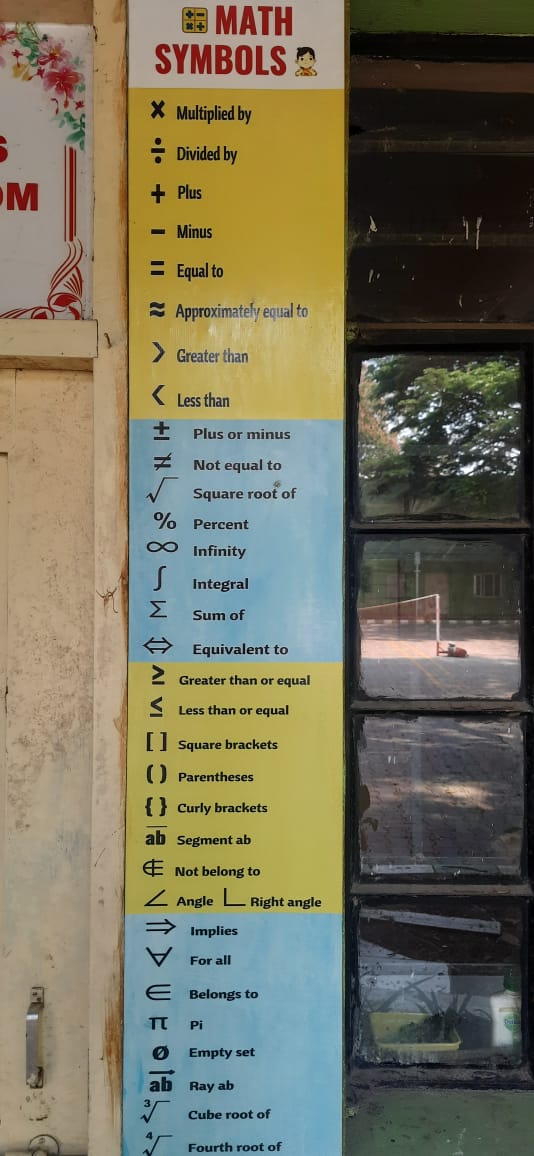 MATH
SYMBOLS
× Multiplied by
÷ Divided by
+ Plus
− Minus
= Equal to
≈ Approximately equal to
> Greater than
< Less than
± Plus or minus
≠ Not equal to
√ Square root of
% Percent
∞ Infinity
∫ Integral
Σ Sum of
⇔ Equivalent to
≥ Greater than or equal
≤ Less than or equal
[ ] Square brackets
( ) Parentheses
{ } Curly brackets
a̅b̅ Segment ab
∉ Not belong to
∠ Angle ∟ Right angle
⇒ Implies
∀ For all
∈ Belongs to
π Pi
ø Empty set
ab Ray ab
∛ Cube root of
∜ Fourth root of
S
OM